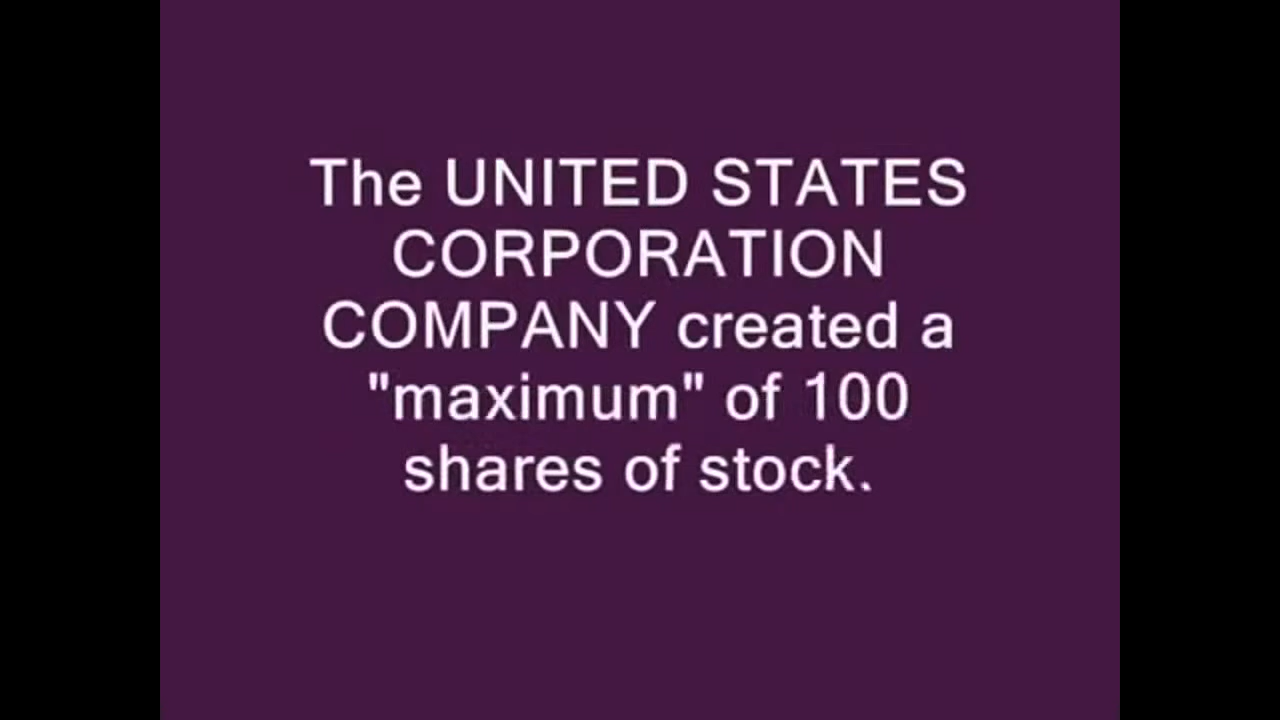 The UNITED STATES
CORPORATION
COMPANY created a
"maximum" of 100
shares of stock.